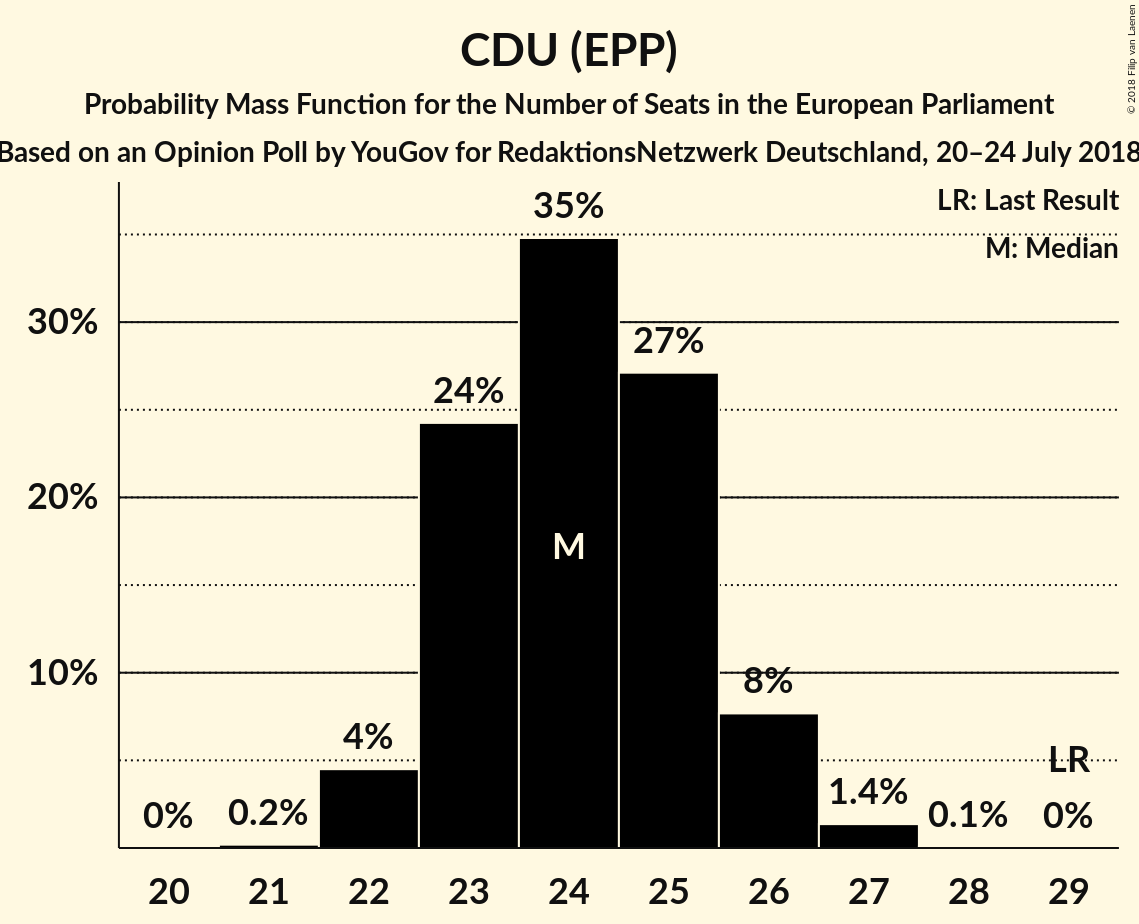 CDU (EPP)
Probability Mass Function for the Number of Seats in the European Parliament
Based on an Opinion Poll by YouGov for RedaktionsNetzwerk Deutschland, 20–24 July 2018
© 2018 Filip van Laenen
LR: Last Result
M: Median
35%
30%
27%
24%
20%
M
10%
8%
4%
LR
1.4%
0%
0.2%
0.1%
0%
20 21 22 23 24 25 26 27 28 29